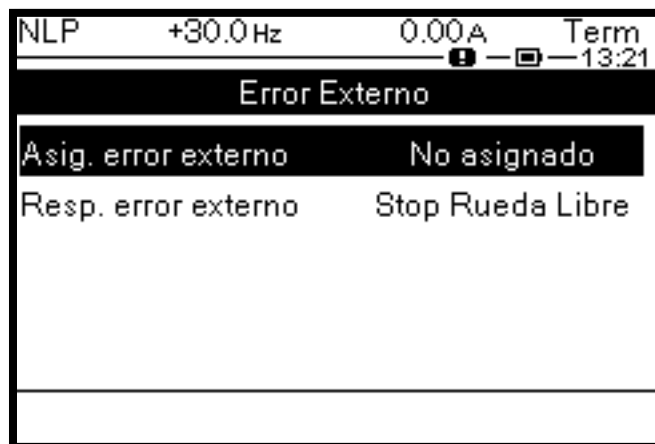 NLP +30.0 Hz 0.00 A Term
13:21
Error Externo
Asig. error externo No asignado
Resp. error externo Stop Rueda Libre